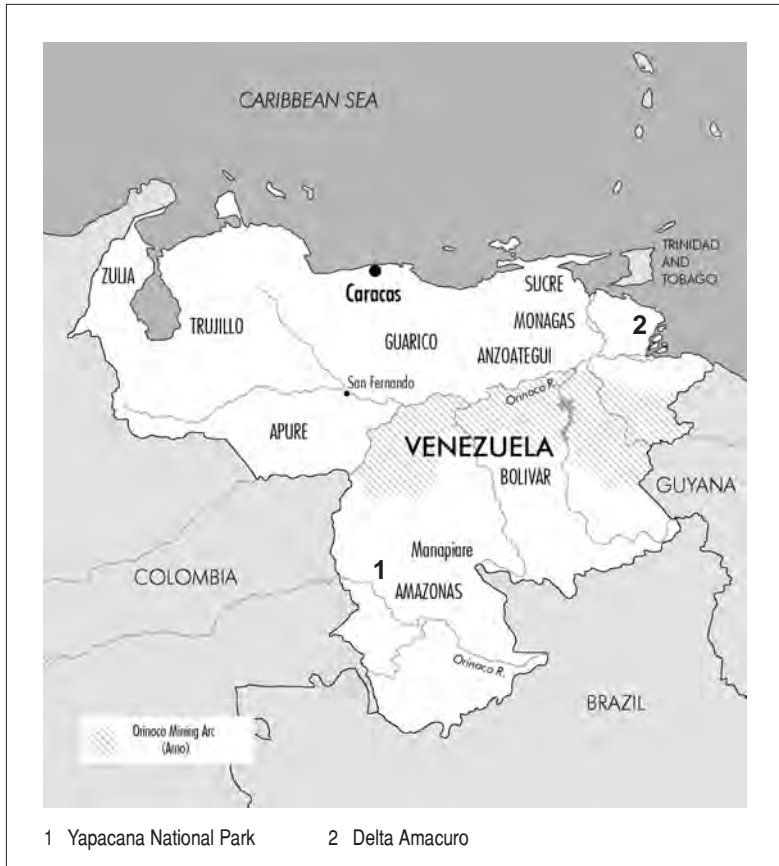 CARIBBEAN SEA
TRINIDAD
AND
TOBAGO
ZULIA
Caracas
SUCRE
2
TRUJILLO
MONAGAS
GUARICO
ANZOATEGUI
San Fernando
Orinoco R.
APURE
VENEZUELA
BOLIVAR
GUYANA
Manapiare
1
COLOMBIA
AMAZONAS
Orinoco R.
BRAZIL
Orinoco Mining Arc
(Amo)
1 Yapacana National Park
2 Delta Amacuro